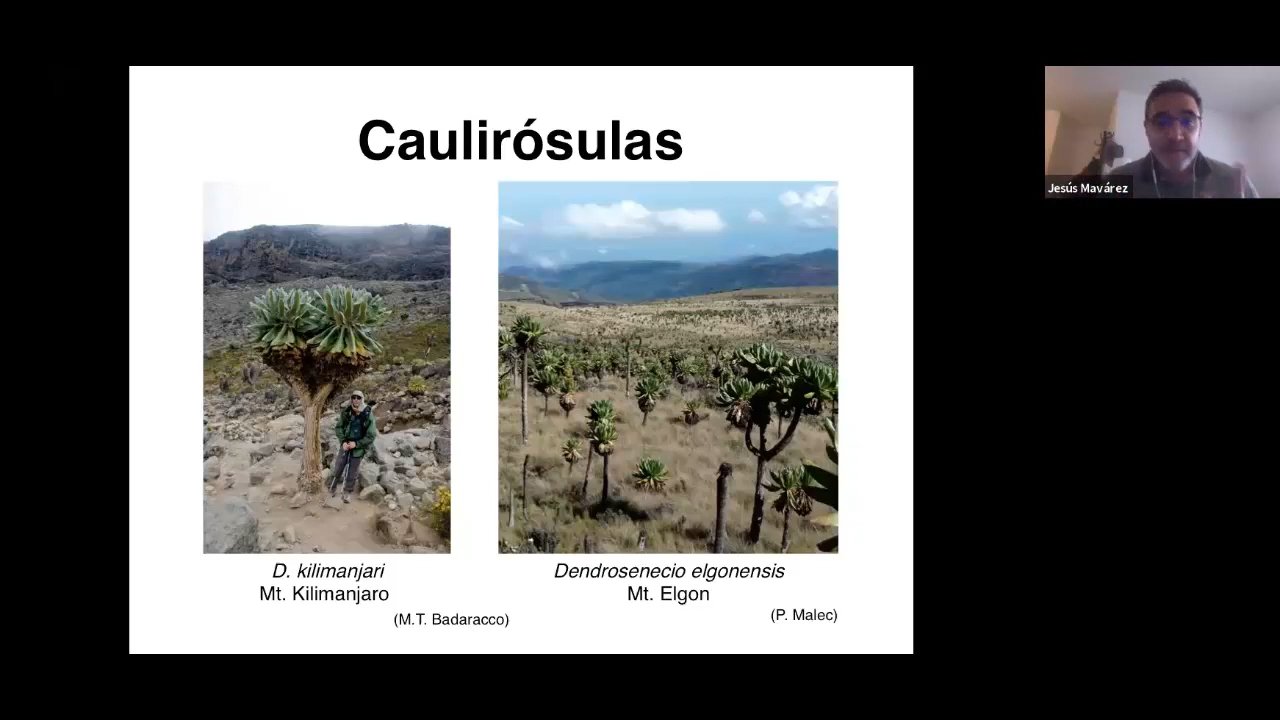 Caulirósulas
Jesús Mavárez
D. kilimanjari
Mt. Kilimanjaro
(M.T. Badaracco)
Dendrosenecio elgonensis
Mt. Elgon
(P. Malec)